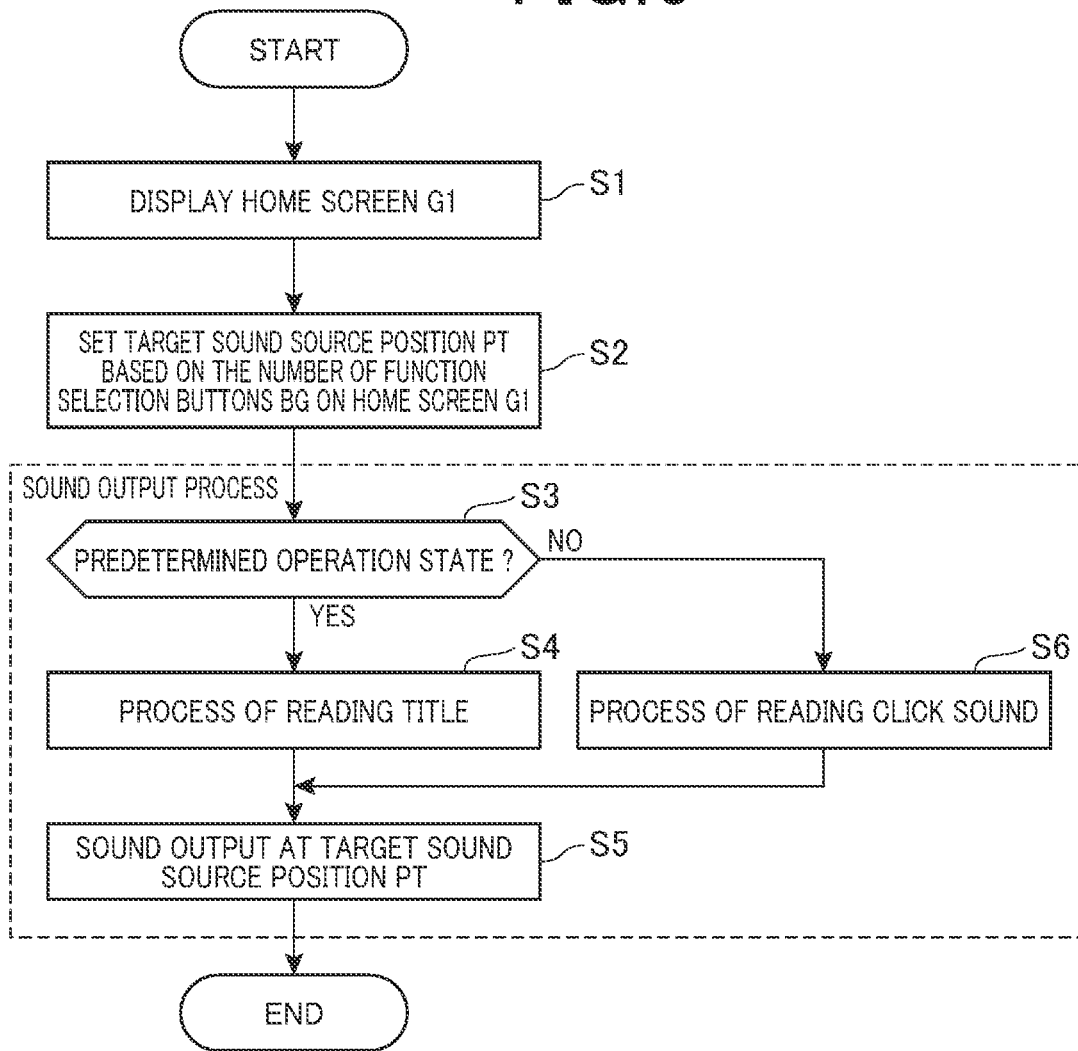 START
DISPLAY HOME SCREEN G1
S1
SET TARGET SOUND SOURCE POSITION PT
BASED ON THE NUMBER OF FUNCTION
SELECTION BUTTONS BG ON HOME SCREEN G1
S2
SOUND OUTPUT PROCESS
S3
PREDETERMINED OPERATION STATE ?
NO
YES
S4
PROCESS OF READING TITLE
S6
PROCESS OF READING CLICK SOUND
SOUND OUTPUT AT TARGET SOUND
SOURCE POSITION PT
S5
END